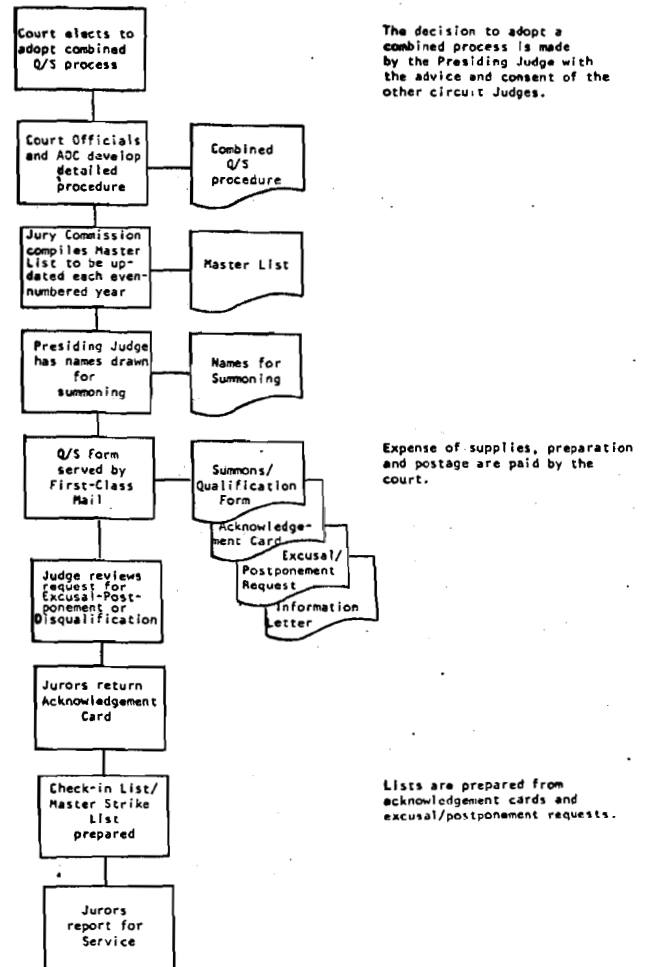 Court elects to
adopt combined
Q/S process
The decision to adopt a
combined process is made
by the Presiding Judge with
the advice and consent of the
other circuit Judges.
Court Officials
and AOC develop
detailed
procedure
Combined
Q/S
procedure
Jury Commission
compiles Master
List to be up-
dated each even-
numbered year
Master List
Presiding Judge
has names drawn
for
summoning
Names for
Summoning
Q/S Form
served by
First-Class
Mail
Summons/
Qualification
Form
Acknowledge-
ment Card
Excusal/
Postponement
Request
Information
Letter
Expense of supplies, preparation
and postage are paid by the
court.
Judge reviews
request for
Excusal-Post-
ponement or
Disqualification
Jurors return
Acknowledgement
Card
Check-in List/
Master Strike
List
prepared
Lists are prepared from
acknowledgement cards and
excusal/postponement requests.
Jurors
report for
Service